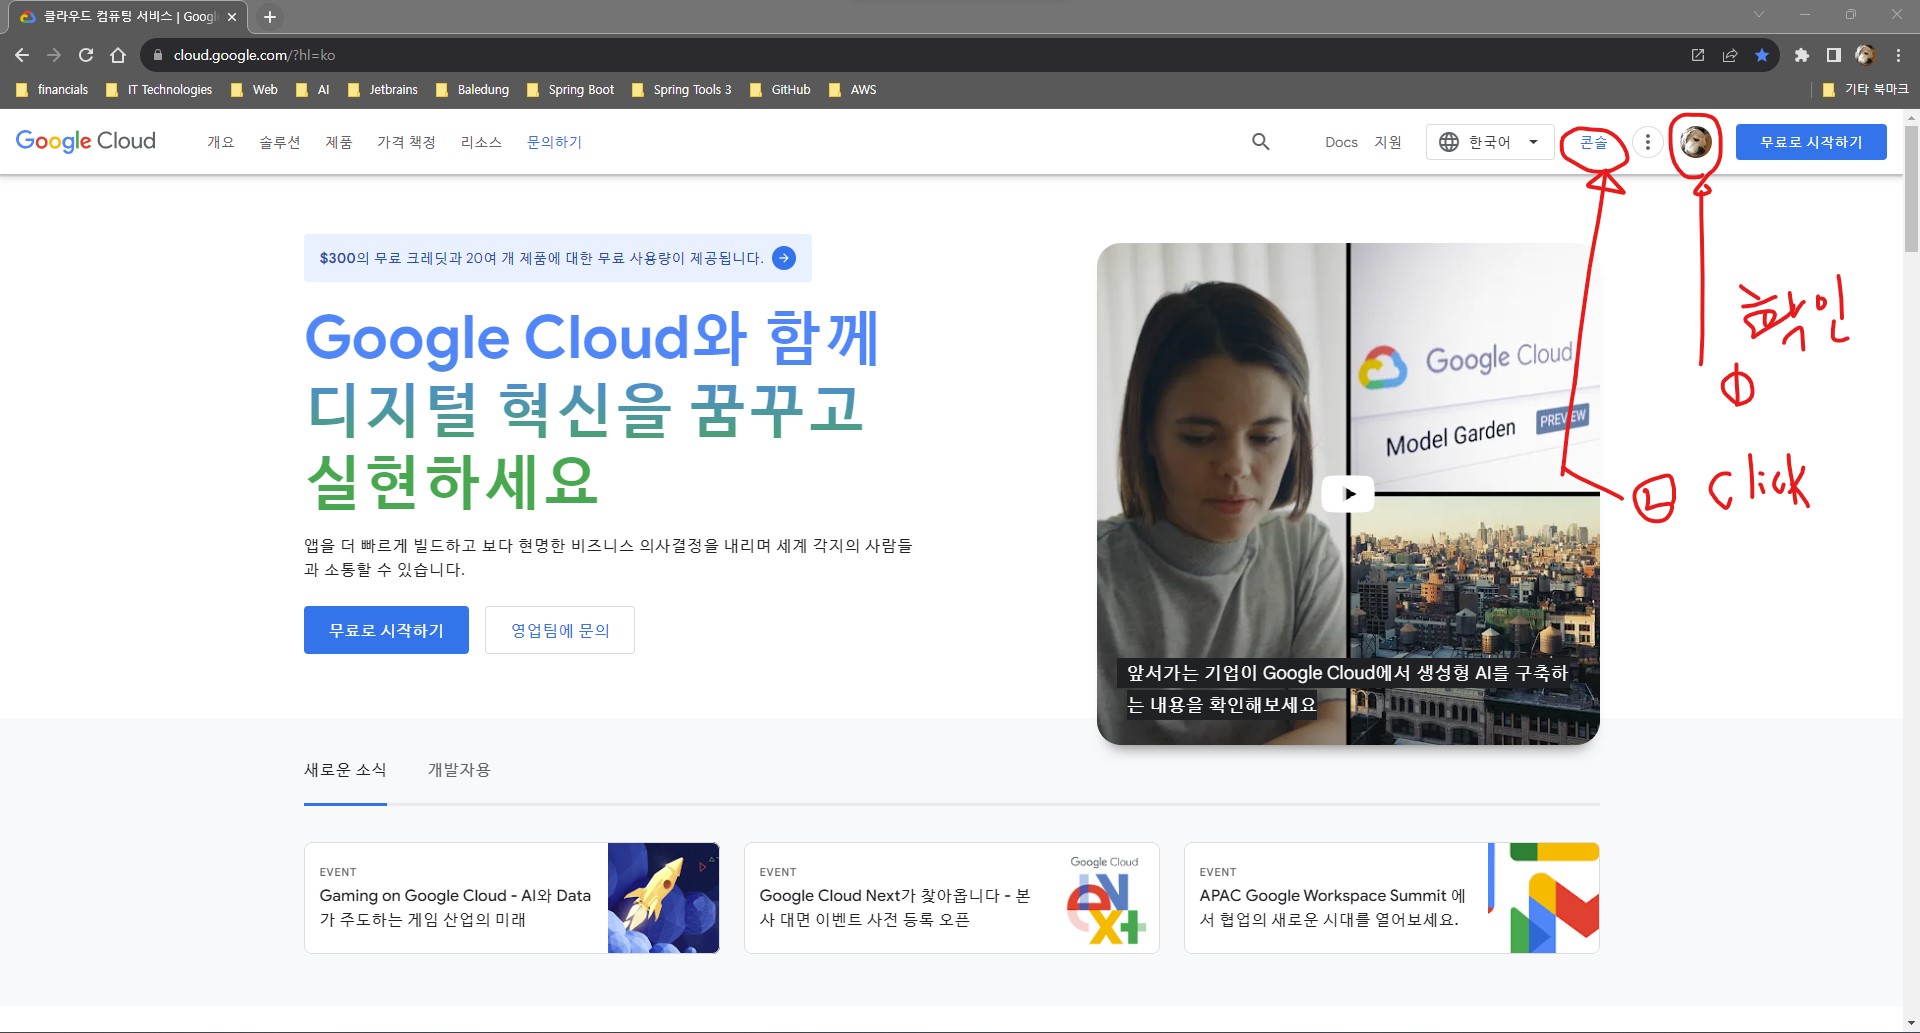 클라우드 컴퓨팅 서비스 | Googl
cloud.google.com/?hl=ko
financials IT Technologies Web AI Jetbrains Baledung Spring Boot Spring Tools 3 GitHub AWS 기타 북마크
Google Cloud 개요 솔루션 제품 가격 책정 리소스 문의하기 Docs 지원 한국어 콘솔 무료로 시작하기
$300의 무료 크레딧과 20여 개 제품에 대한 무료 사용량이 제공됩니다.
Google Cloud와 함께
디지털 혁신을 꿈꾸고
실현하세요
앱을 더 빠르게 빌드하고 보다 현명한 비즈니스 의사결정을 내리며 세계 각지의 사람들
과 소통할 수 있습니다.
무료로 시작하기 영업팀에 문의
Google Cloud
Model Garden PREVIEW
앞서가는 기업이 Google Cloud에서 생성형 AI를 구축하
는 내용을 확인해보세요
확인
①
② Click
새로운 소식 개발자용
EVENT
Gaming on Google Cloud - AI와 Data
가 주도하는 게임 산업의 미래
EVENT
Google Cloud Next가 찾아옵니다 - 본
사 대면 이벤트 사전 등록 오픈
Google Cloud
NEXT
EVENT
APAC Google Workspace Summit 에
서 협업의 새로운 시대를 열어보세요.